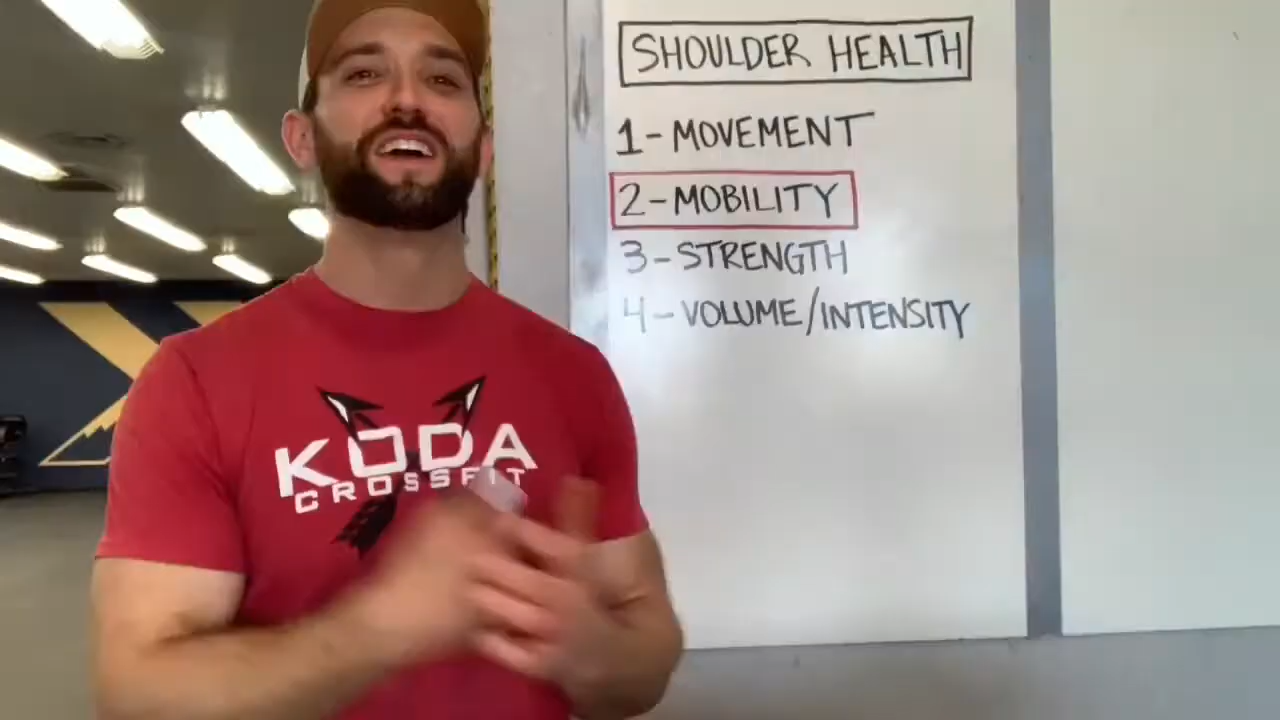 SHOULDER HEALTH
1-MOVEMENT
2-MOBILITY
3-STRENGTH
4-VOLUME/INTENSITY
KODA
CROSSFIT